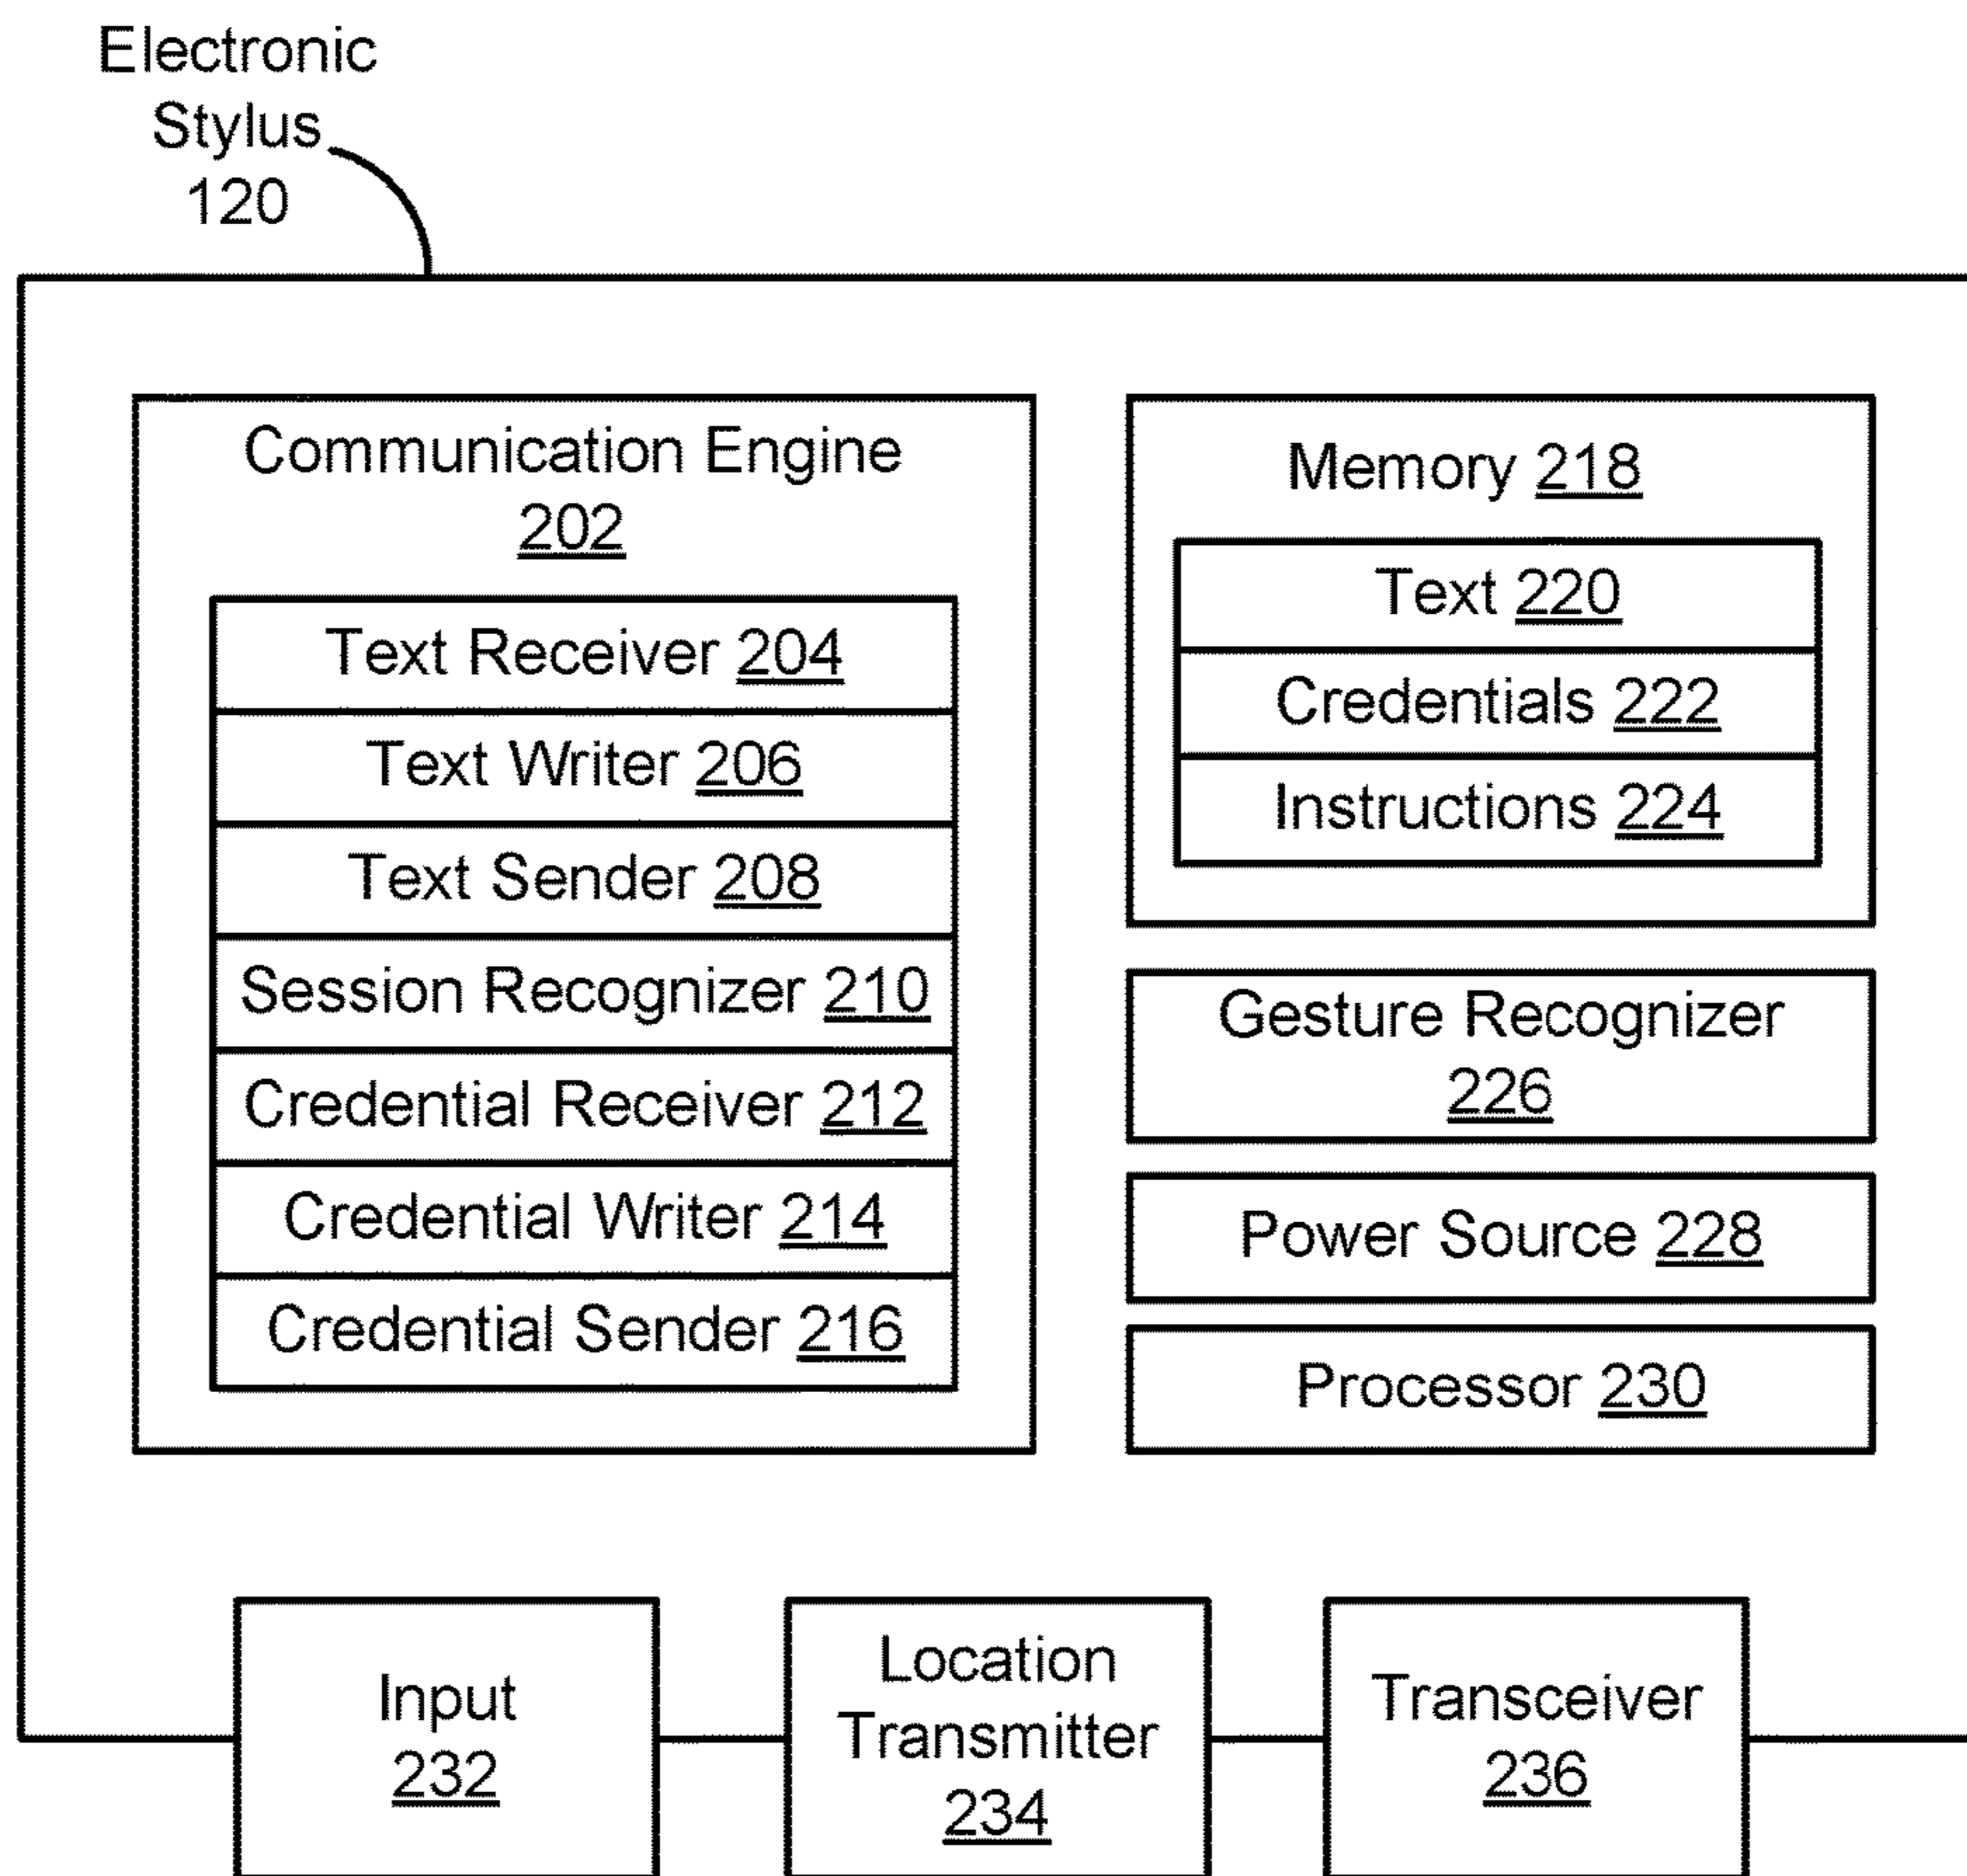 Electronic
Stylus
120
Communication Engine
202
Text Receiver 204
Text Writer 206
Text Sender 208
Session Recognizer 210
Credential Receiver 212
Credential Writer 214
Credential Sender 216
Memory 218
Text 220
Credentials 222
Instructions 224
Gesture Recognizer
226
Power Source 228
Processor 230
Input
232
Location
Transmitter
234
Transceiver
236